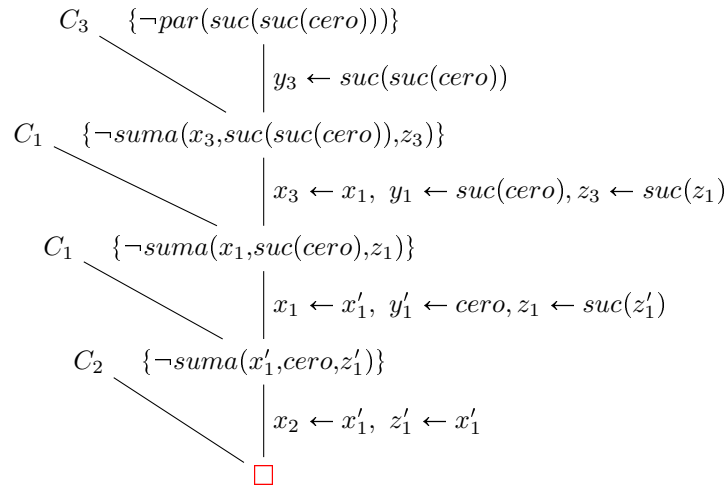 C₃ {¬par(suc(suc(cero)))}
y₃ ← suc(suc(cero))
C₁ {¬suma(x₃,suc(suc(cero)),z₃)}
x₃ ← x₁, y₁ ← suc(cero), z₃ ← suc(z₁)
C₁ {¬suma(x₁,suc(cero),z₁)}
x₁ ← x′₁, y′₁ ← cero, z₁ ← suc(z′₁)
C₂ {¬suma(x′₁,cero,z′₁)}
x₂ ← x′₁, z′₁ ← x′₁
□